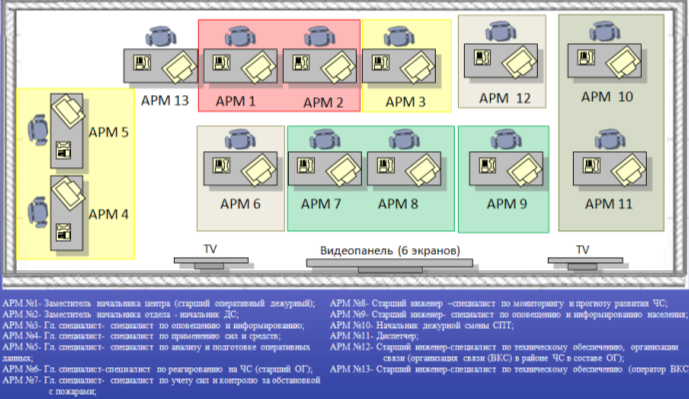 АРМ 13
АРМ 1
АРМ 2
АРМ 3
АРМ 12
АРМ 10
АРМ 5
АРМ 4
АРМ 6
АРМ 7
АРМ 8
АРМ 9
АРМ 11
TV
Видеопанель (6 экранов)
TV
АРМ №1- Заместитель начальника центра (старший оперативный дежурный);
АРМ №2- Заместитель начальника отдела - начальник ДС;
АРМ №3- Гл. специалист- специалист по оповещению и информированию;
АРМ №4- Гл. специалист- специалист по применению сил и средств;
АРМ №5- Гл. специалист- специалист по анализу и подготовке оперативных
данных;
АРМ №6- Гл. специалист-специалист по реагированию на ЧС (старший ОГ);
АРМ №7- Гл. специалист- специалист по учету сил и контролю за обстановкой
с пожарами;
АРМ №8- Старший инженер –специалист по мониторингу и прогнозу развития ЧС;
АРМ №9- Старший инженер- специалист по оповещению и информированию населения;
АРМ №10- Начальник дежурной смены СПТ;
АРМ №11- Диспетчер;
АРМ №12- Старший инженер-специалист по техническому обеспечению, организации
связи (организация связи (ВКС) в районе ЧС в составе ОГ);
АРМ №13- Старший инженер-специалист по техническому обеспечению (оператор ВКС